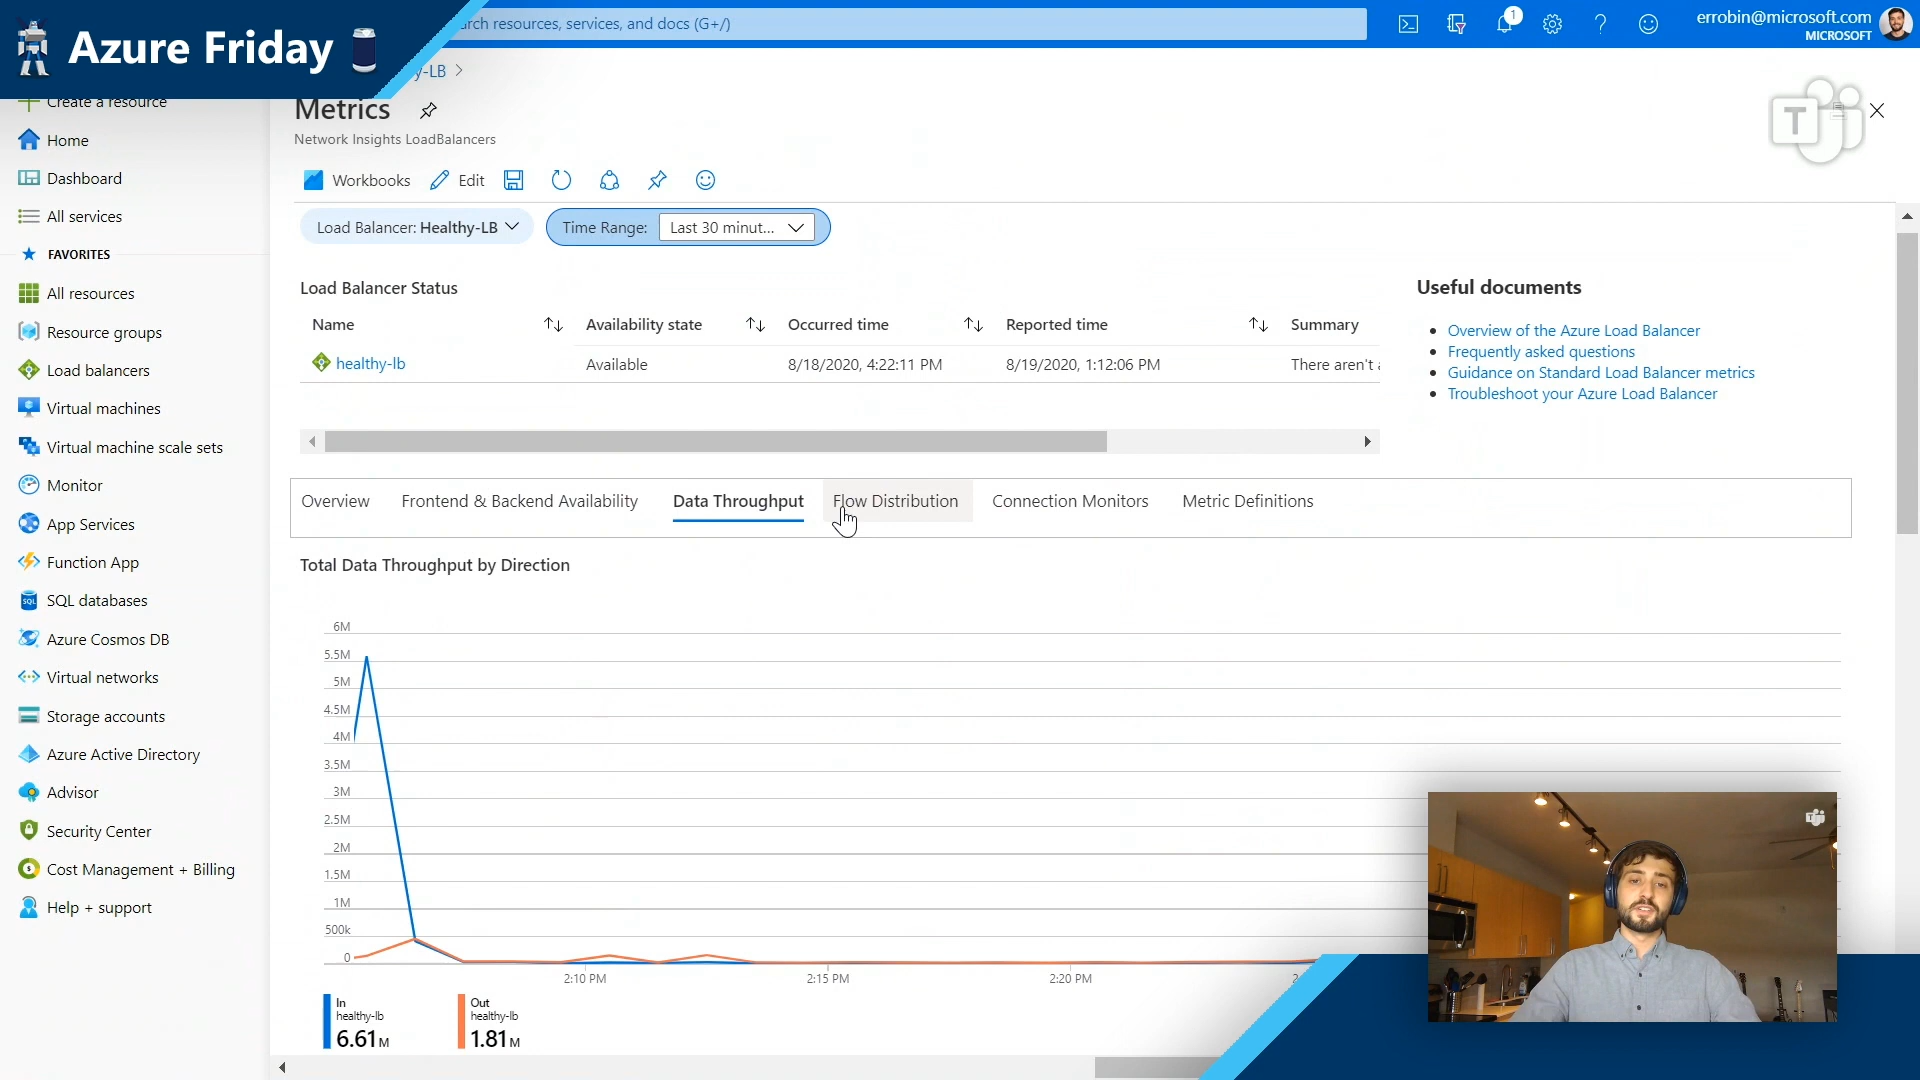 Azure Friday
rch resources, services, and docs (G+/)
1
errobin@microsoft.com
MICROSOFT
y-LB >
Create a resource
Home
Dashboard
All services
FAVORITES
All resources
Resource groups
Load balancers
Virtual machines
Virtual machine scale sets
Monitor
App Services
Function App
SQL databases
Azure Cosmos DB
Virtual networks
Storage accounts
Azure Active Directory
Advisor
Security Center
Cost Management + Billing
Help + support
Metrics
Network Insights LoadBalancers
T
Workbooks Edit
Load Balancer: Healthy-LB
Time Range: Last 30 minut...
Load Balancer Status
Name Availability state Occurred time Reported time Summary
healthy-lb Available 8/18/2020, 4:22:11 PM 8/19/2020, 1:12:06 PM There aren't
Useful documents
Overview of the Azure Load Balancer
Frequently asked questions
Guidance on Standard Load Balancer metrics
Troubleshoot your Azure Load Balancer
Overview Frontend & Backend Availability Data Throughput Flow Distribution Connection Monitors Metric Definitions
Total Data Throughput by Direction
6M
5.5M
5M
4.5M
4M
3.5M
3M
2.5M
2M
1.5M
1M
500k
0
2:10 PM 2:15 PM 2:20 PM
In
healthy-lb
6.61M
Out
healthy-lb
1.81M